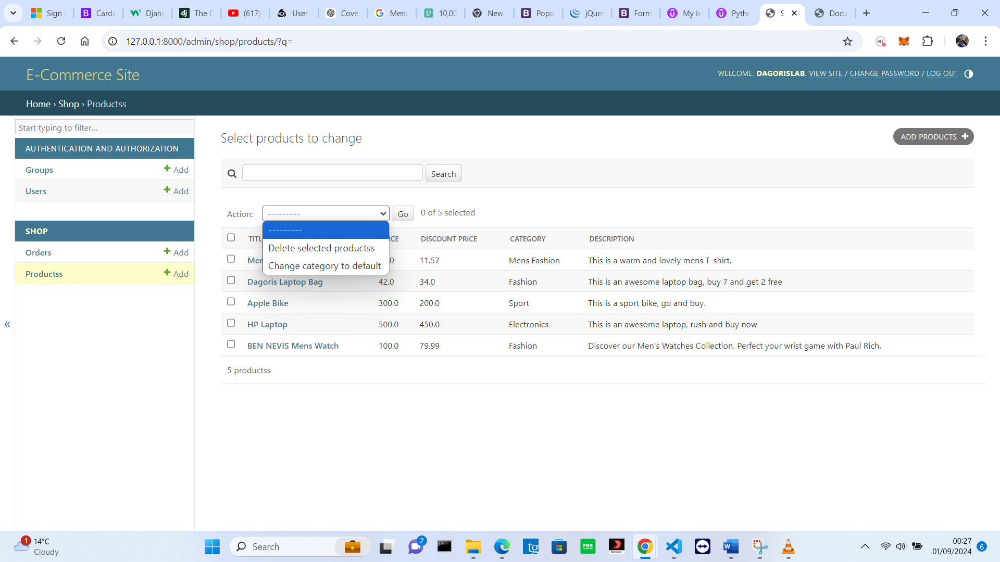 Sign i
Cards
Djang
The D
(617)
User
Cover
Mens
10,00
New
Popo
jQuer
Form
My le
Pytho
S
Docu
127.0.0.1:8000/admin/shop/products/?q=
E-Commerce Site
WELCOME, DAGORISLAB. VIEW SITE / CHANGE PASSWORD / LOG OUT
Home › Shop › Productss
Start typing to filter...
AUTHENTICATION AND AUTHORIZATION
Groups Add
Users Add
SHOP
Orders Add
Productss Add
«
Select products to change
ADD PRODUCTS
Search
Action: --------- Go 0 of 5 selected
---------
Delete selected productss
Change category to default
TITL ICE DISCOUNT PRICE CATEGORY DESCRIPTION
Men 0 11.57 Mens Fashion This is a warm and lovely mens T-shirt.
Dagoris Laptop Bag 42.0 34.0 Fashion This is an awesome laptop bag, buy 7 and get 2 free
Apple Bike 300.0 200.0 Sport This is a sport bike, go and buy.
HP Laptop 500.0 450.0 Electronics This is an awesome laptop, rush and buy now
BEN NEVIS Mens Watch 100.0 79.99 Fashion Discover our Men's Watches Collection. Perfect your wrist game with Paul Rich.
5 productss
1
14°C
Cloudy
Search
2
tg
FBS
00:27
01/09/2024
6